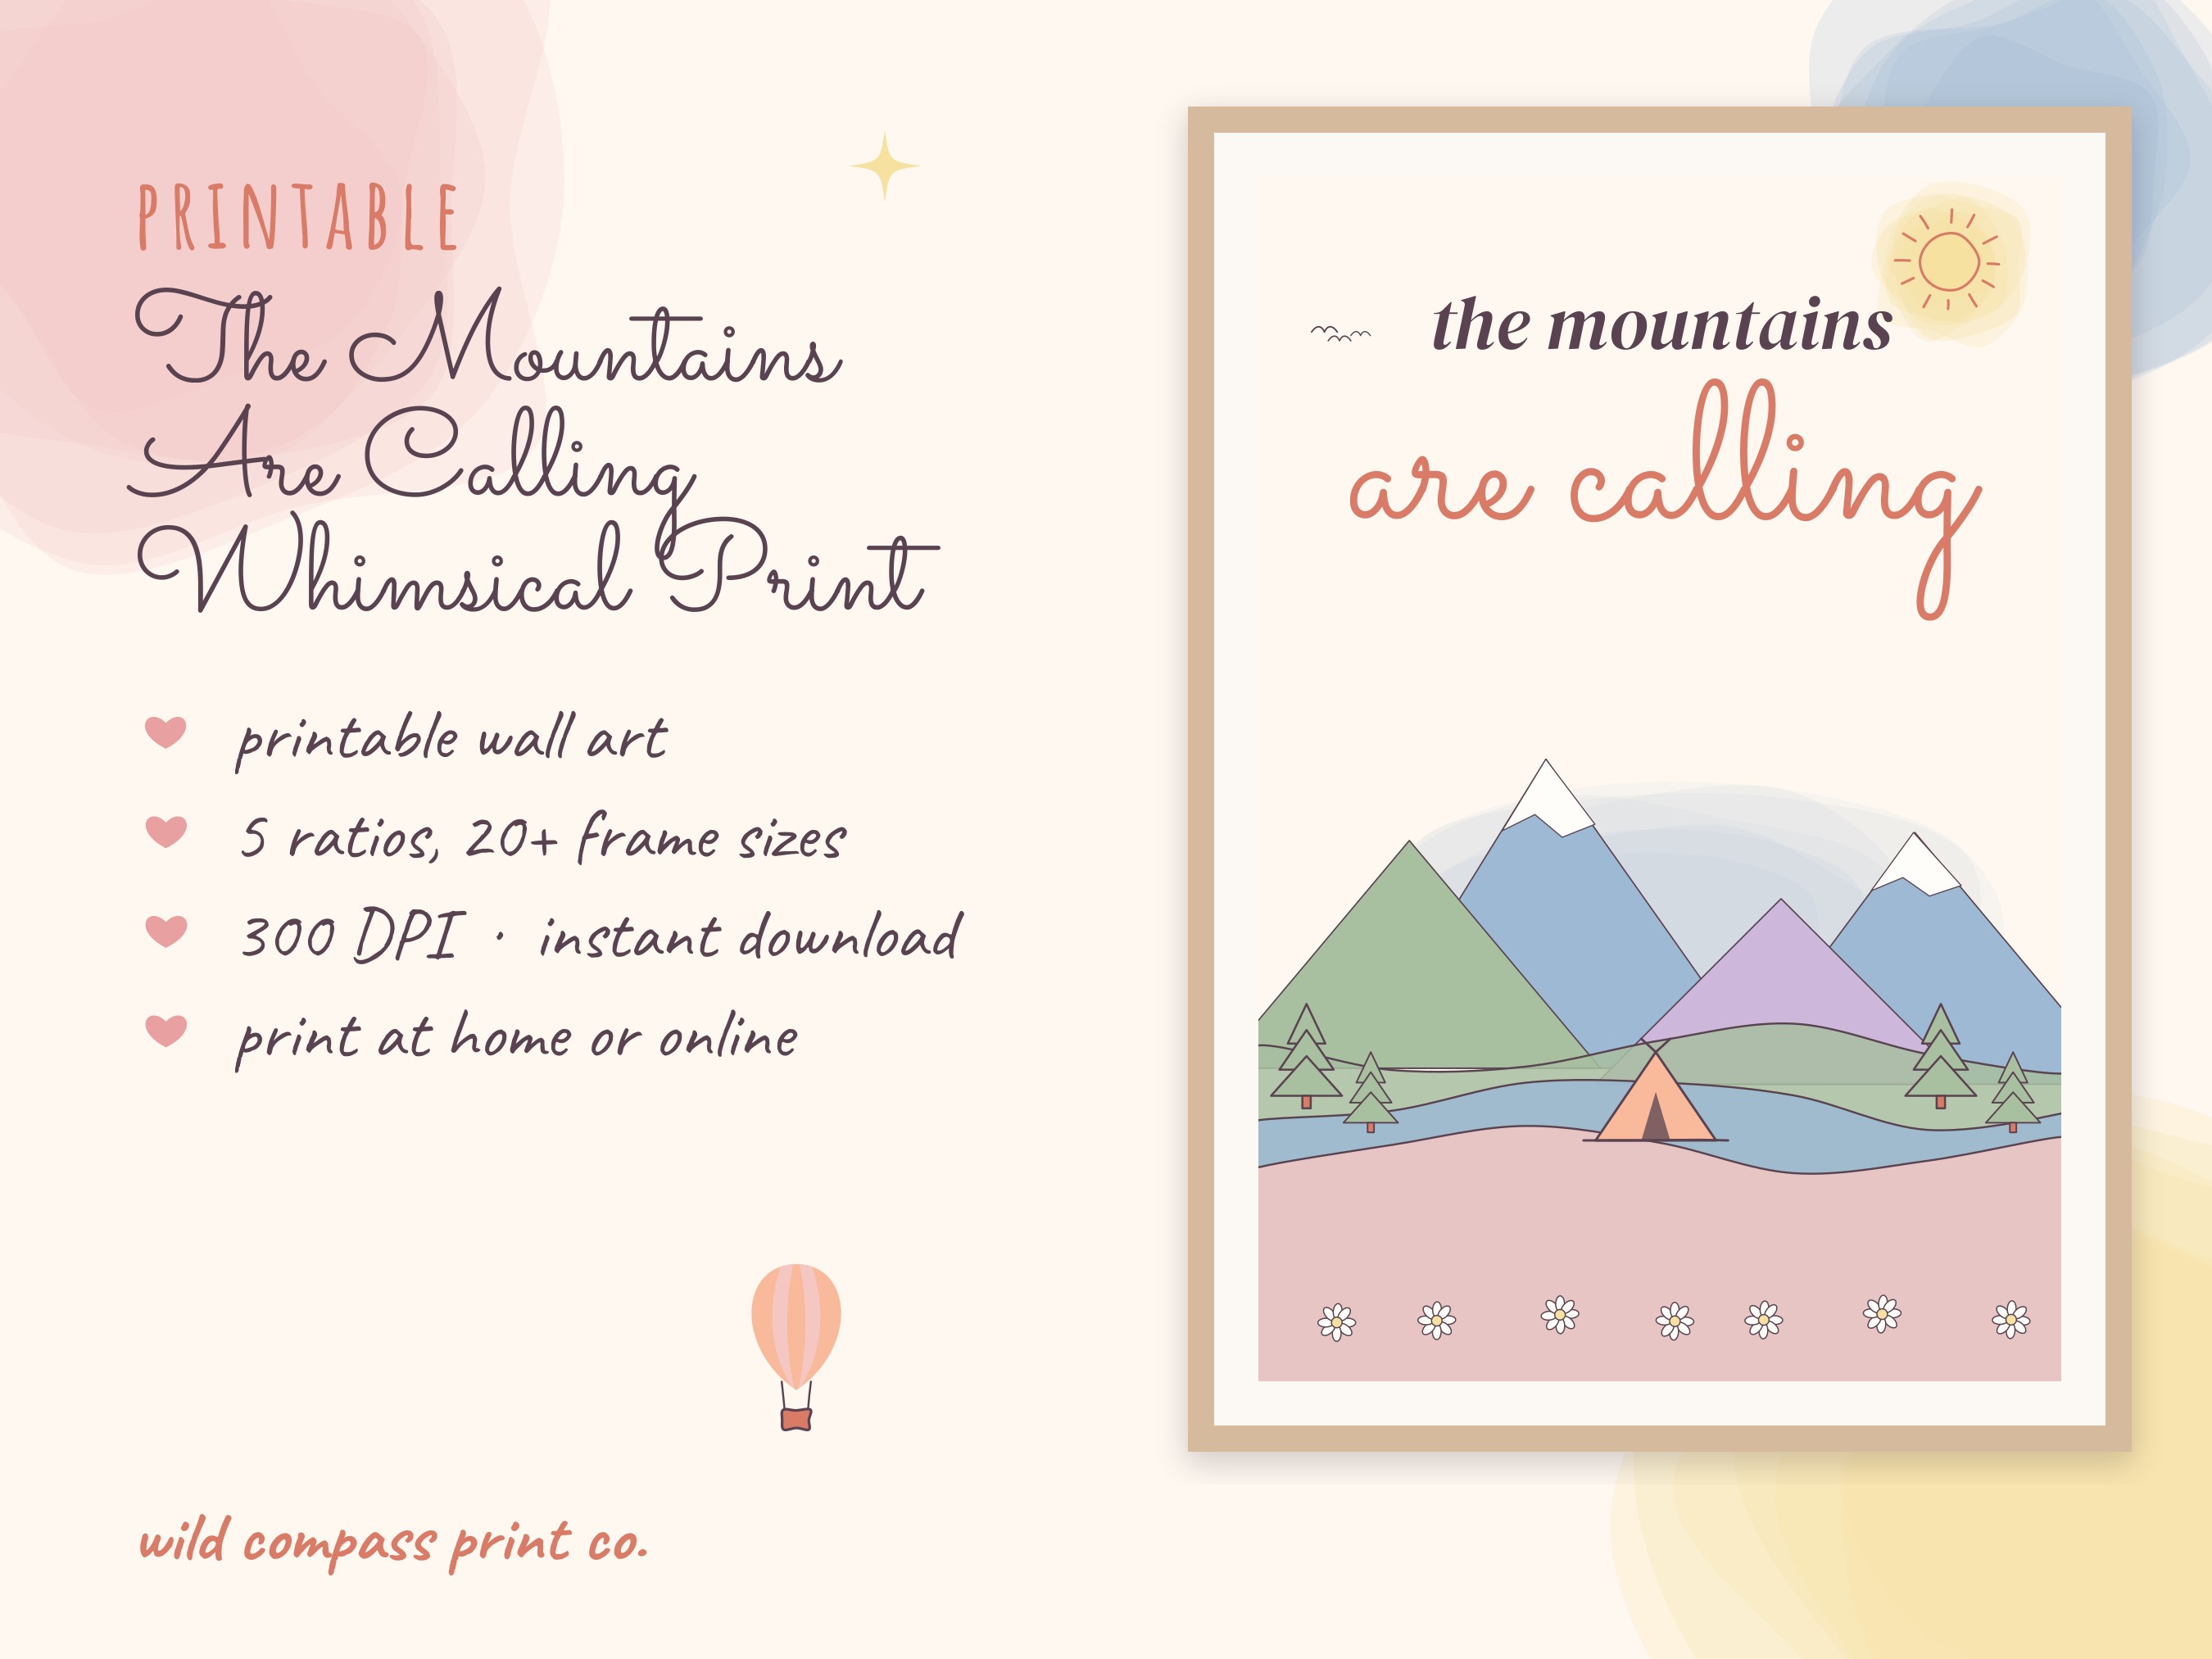 PRINTABLE
The Mountains
Are Calling
Whimsical Print
printable wall art
5 ratios, 20+ frame sizes
300 DPI · instant download
print at home or online
wild compass print co.
the mountains
are calling